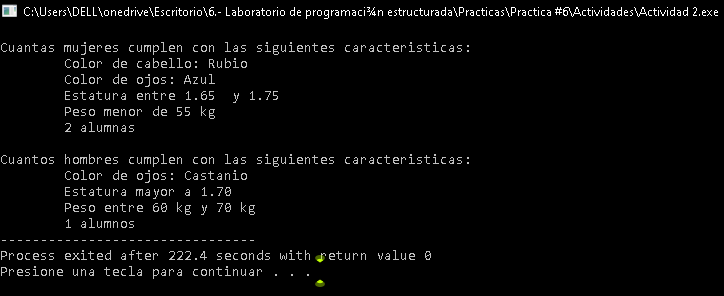 C:\Users\DELL\onedrive\Escritorio\6.- Laboratorio de programaci¾n estructurada\Practicas\Practica #6\Actividades\Actividad 2.exe
Cuantas mujeres cumplen con las siguientes caracteristicas:
Color de cabello: Rubio
Color de ojos: Azul
Estatura entre 1.65  y 1.75
Peso menor de 55 kg
2 alumnas
Cuantos hombres cumplen con las siguientes caracteristicas:
Color de ojos: Castanio
Estatura mayor a 1.70
Peso entre 60 kg y 70 kg
1 alumnos
--------------------------------
Process exited after 222.4 seconds with return value 0
Presione una tecla para continuar . . .